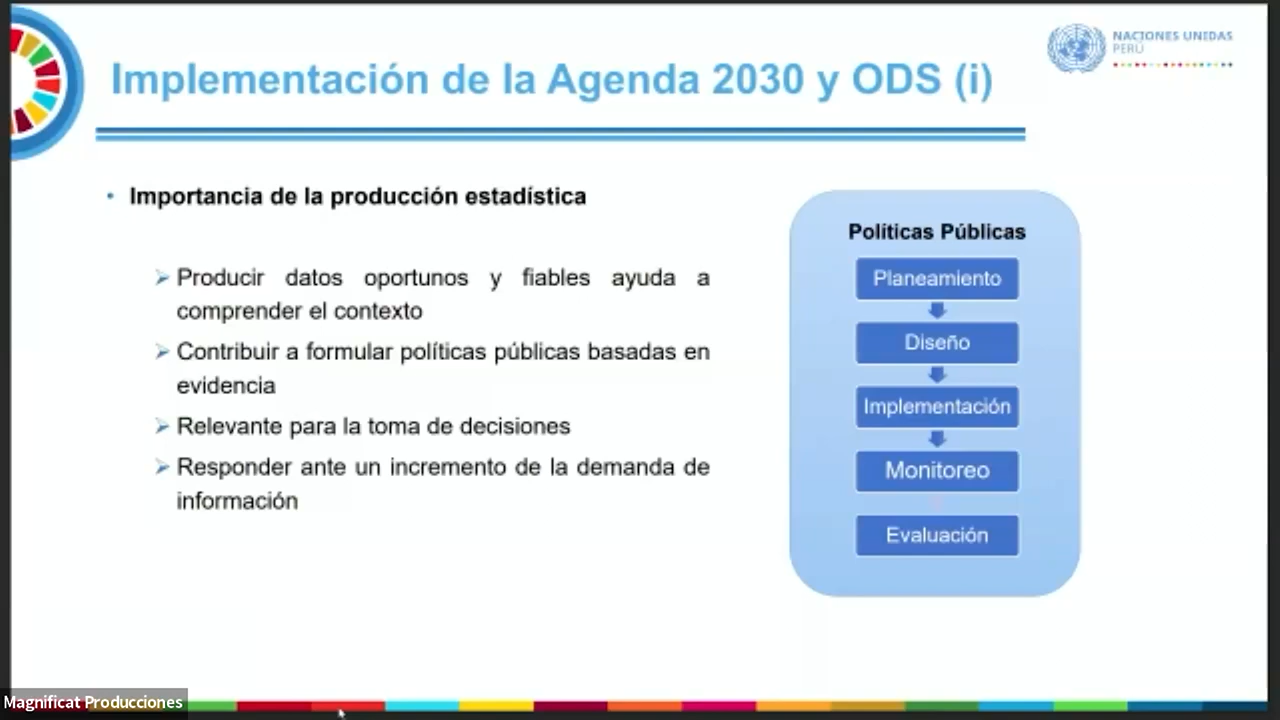 Implementación de la Agenda 2030 y ODS (i)
NACIONES UNIDAS
PERÚ
• Importancia de la producción estadística
➢ Producir datos oportunos y fiables ayuda a
comprender el contexto
➢ Contribuir a formular políticas públicas basadas en
evidencia
➢ Relevante para la toma de decisiones
➢ Responder ante un incremento de la demanda de
información
Políticas Públicas
Planeamiento
Diseño
Implementación
Monitoreo
Evaluación
Magnificat Producciones